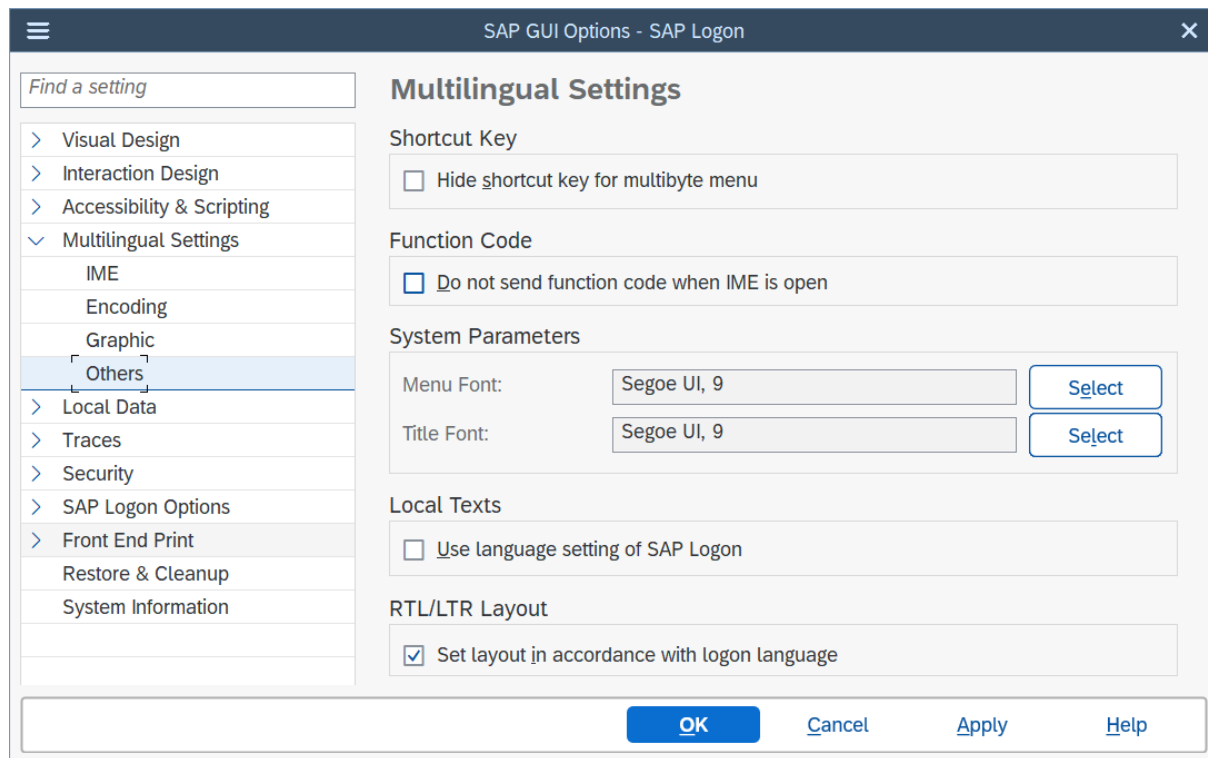 SAP GUI Options - SAP Logon
Find a setting
Visual Design
Interaction Design
Accessibility & Scripting
Multilingual Settings
IME
Encoding
Graphic
Others
Local Data
Traces
Security
SAP Logon Options
Front End Print
Restore & Cleanup
System Information
Multilingual Settings
Shortcut Key
Hide shortcut key for multibyte menu
Function Code
Do not send function code when IME is open
System Parameters
Menu Font: Segoe UI, 9 Select
Title Font: Segoe UI, 9 Select
Local Texts
Use language setting of SAP Logon
RTL/LTR Layout
Set layout in accordance with logon language
OK Cancel Apply Help